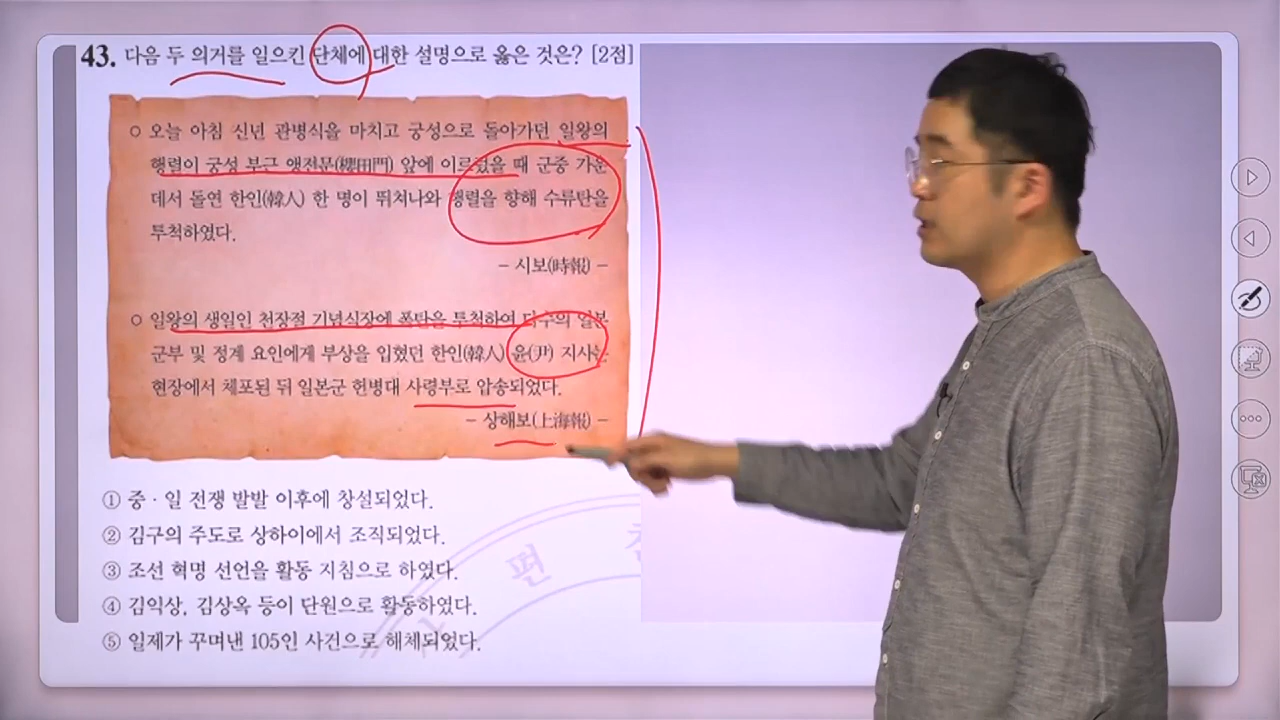 43. 다음 두 의거를 일으킨 단체에 대한 설명으로 옳은 것은? [2점]
○ 오늘 아침 신년 관병식을 마치고 궁성으로 돌아가던 일왕의
행렬이 궁성 부근 앵전문(櫻田門) 앞에 이르렀을 때 군중 가운
데서 돌연 한인(韓人) 한 명이 뛰쳐나와 행렬을 향해 수류탄을
투척하였다.
- 시보(時報) -
○ 일왕의 생일인 천장절 기념식장에 폭탄을 투척하여 다수의 일본
군부 및 정계 요인에게 부상을 입혔던 한인(韓人) 윤(尹) 지사는
현장에서 체포된 뒤 일본군 헌병대 사령부로 압송되었다.
- 상해보(上海報) -
① 중·일 전쟁 발발 이후에 창설되었다.
② 김구의 주도로 상하이에서 조직되었다.
③ 조선 혁명 선언을 활동 지침으로 하였다.
④ 김익상, 김상옥 등이 단원으로 활동하였다.
⑤ 일제가 꾸며낸 105인 사건으로 해체되었다.
편